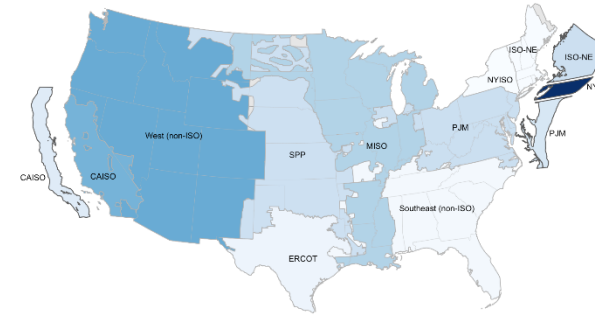 ISO-NE
ISO-NE
NYISO
NY
West (non-ISO)
PJM
PJM
MISO
SPP
CAISO
CAISO
Southeast (non-ISO)
ERCOT